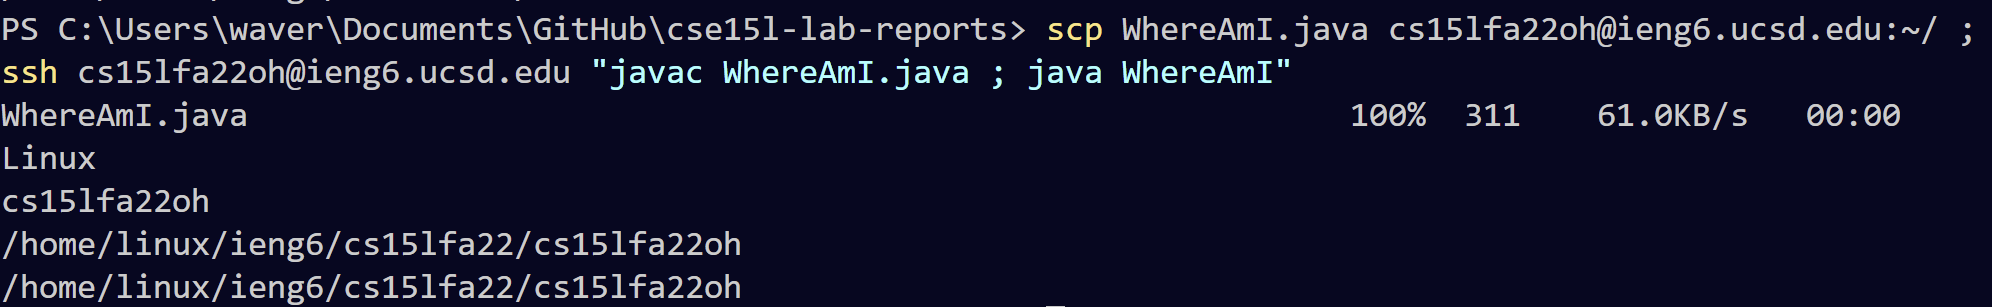 PS C:\Users\waver\Documents\GitHub\cse15l-lab-reports> scp WhereAmI.java cs15lfa22oh@ieng6.ucsd.edu:~/ ;
ssh cs15lfa22oh@ieng6.ucsd.edu "javac WhereAmI.java ; java WhereAmI"
WhereAmI.java 100% 311 61.0KB/s 00:00
Linux
cs15lfa22oh
/home/linux/ieng6/cs15lfa22/cs15lfa22oh
/home/linux/ieng6/cs15lfa22/cs15lfa22oh